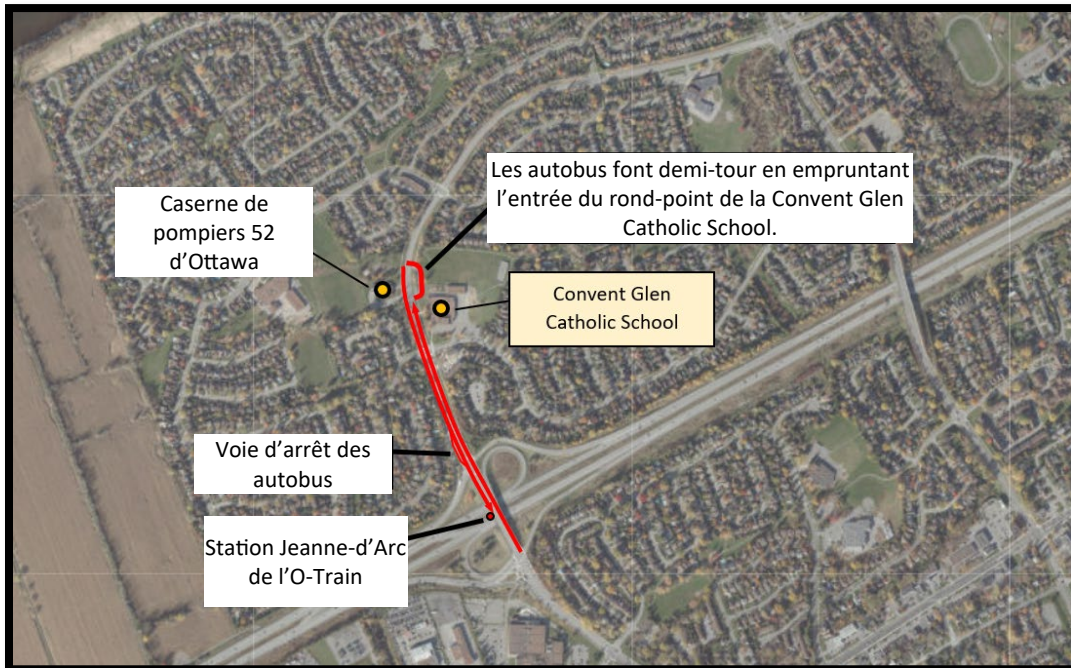 Les autobus font demi-tour en empruntant
l’entrée du rond-point de la Convent Glen
Catholic School.
Caserne de
pompiers 52
d’Ottawa
Convent Glen
Catholic School
Voie d’arrêt des
autobus
Station Jeanne-d’Arc
de l’O-Train